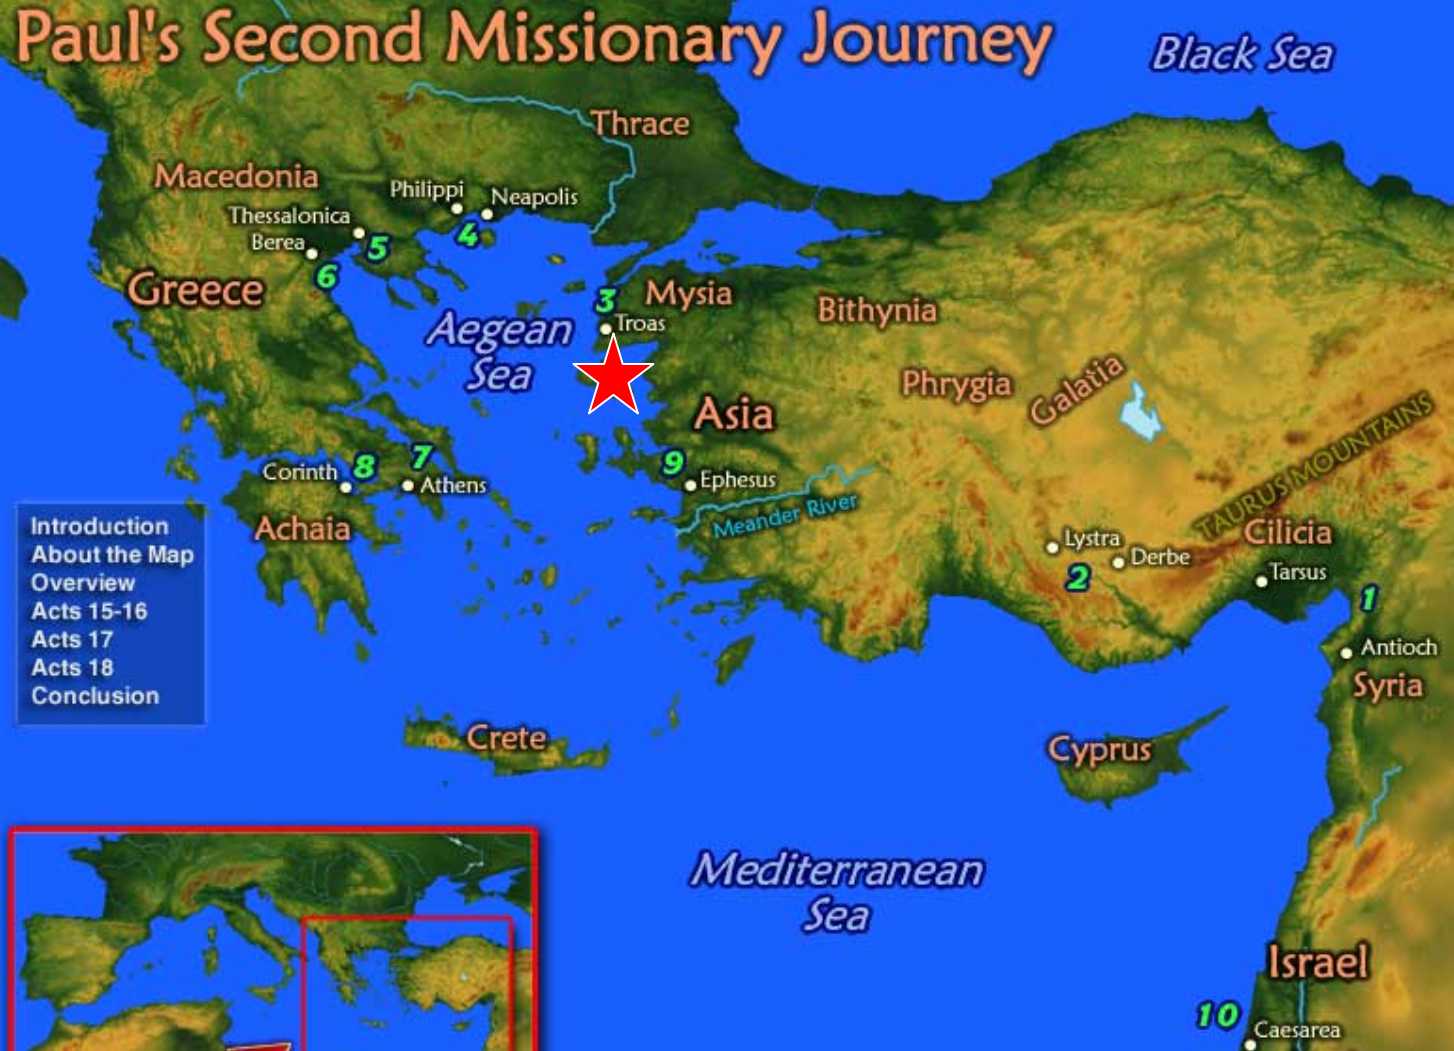 Paul's Second Missionary Journey
Black Sea
Thrace
Macedonia
Philippi
Neapolis
Thessalonica
Berea
4
5
6
Greece
3
Mysia
Troas
Bithynia
Aegean
Sea
Phrygia
Galatia
Asia
TAURUS MOUNTAINS
7
8
Corinth
Athens
9
Ephesus
Meander River
Achaia
Lystra
Derbe
2
Cilicia
Tarsus
1
Antioch
Syria
Introduction
About the Map
Overview
Acts 15-16
Acts 17
Acts 18
Conclusion
Crete
Cyprus
Mediterranean
Sea
Israel
10
Caesarea